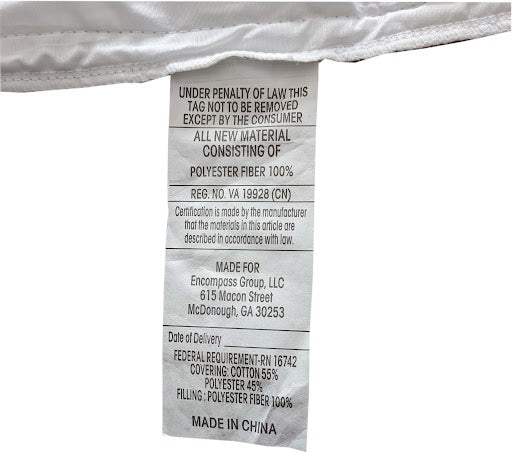 UNDER PENALTY OF LAW THIS
TAG NOT TO BE REMOVED
EXCEPT BY THE CONSUMER
ALL NEW MATERIAL
CONSISTING OF
POLYESTER FIBER 100%
REG. NO. VA 19928 (CN)
Certification is made by the manufacturer
that the materials in this article are
described in accordance with law.
MADE FOR
Encompass Group, LLC
615 Macon Street
McDonough, GA 30253
Date of Delivery
FEDERAL REQUIREMENT-RN 16742
COVERING: COTTON 55%
POLYESTER 45%
FILLING: POLYESTER FIBER 100%
MADE IN CHINA